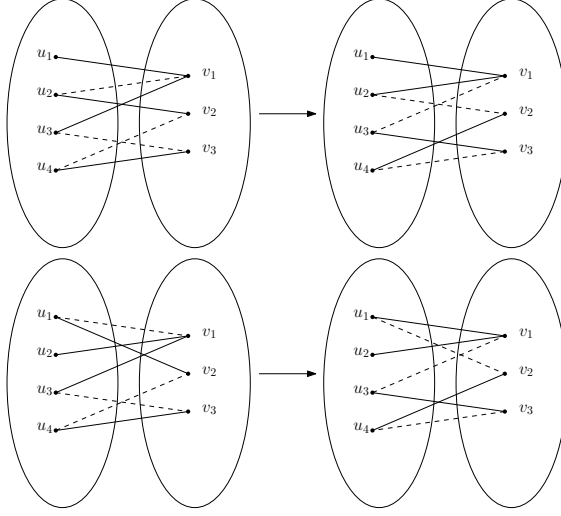 u₁ u₁
v₁ v₁
u₂ u₂
v₂ v₂
u₃ u₃
v₃ v₃
u₄ u₄
u₁ u₁
v₁ v₁
u₂ u₂
v₂ v₂
u₃ u₃
v₃ v₃
u₄ u₄